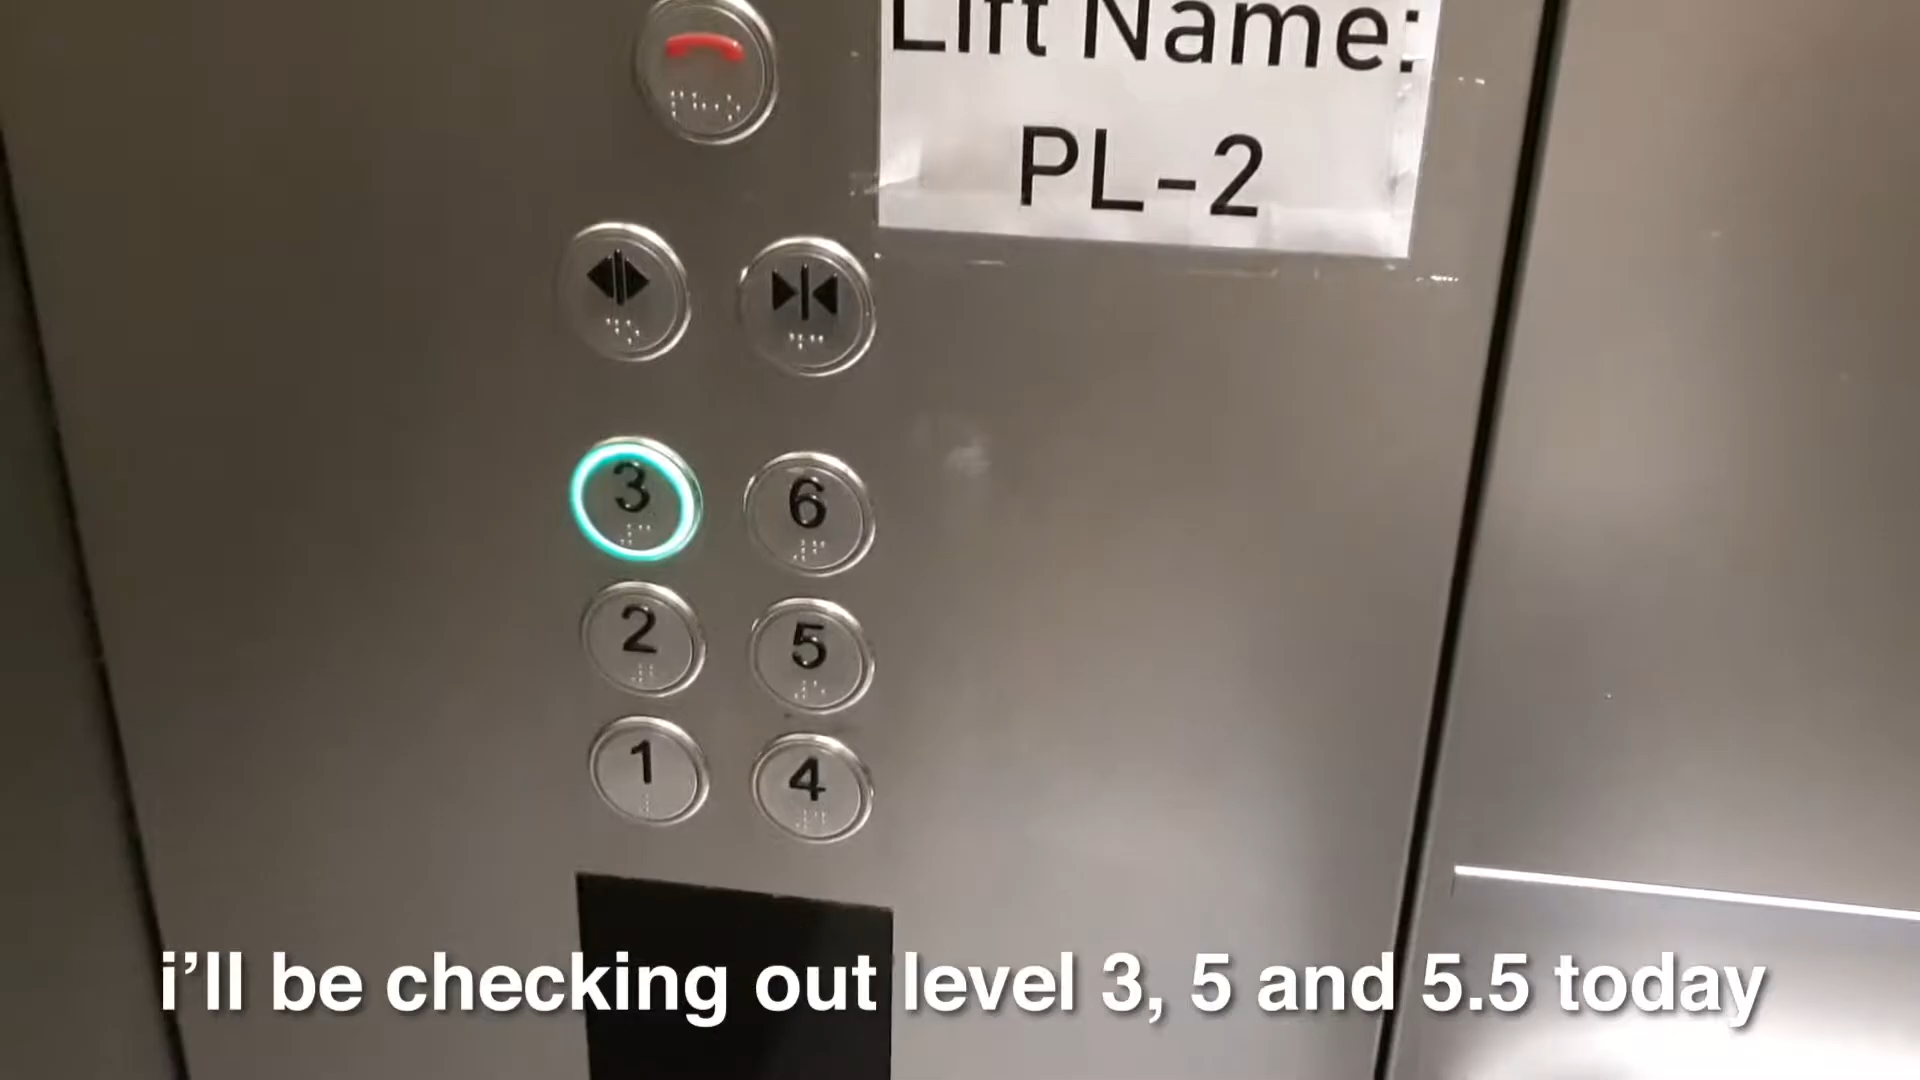 Lift Name:
PL-2
3 6
2 5
1 4
i’ll be checking out level 3, 5 and 5.5 today